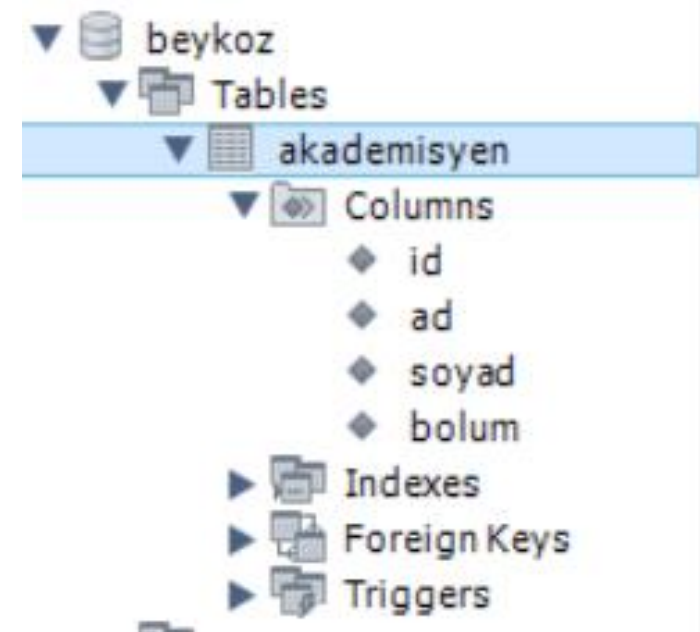 beykoz
Tables
akademisyen
Columns
id
ad
soyad
bolum
Indexes
Foreign Keys
Triggers